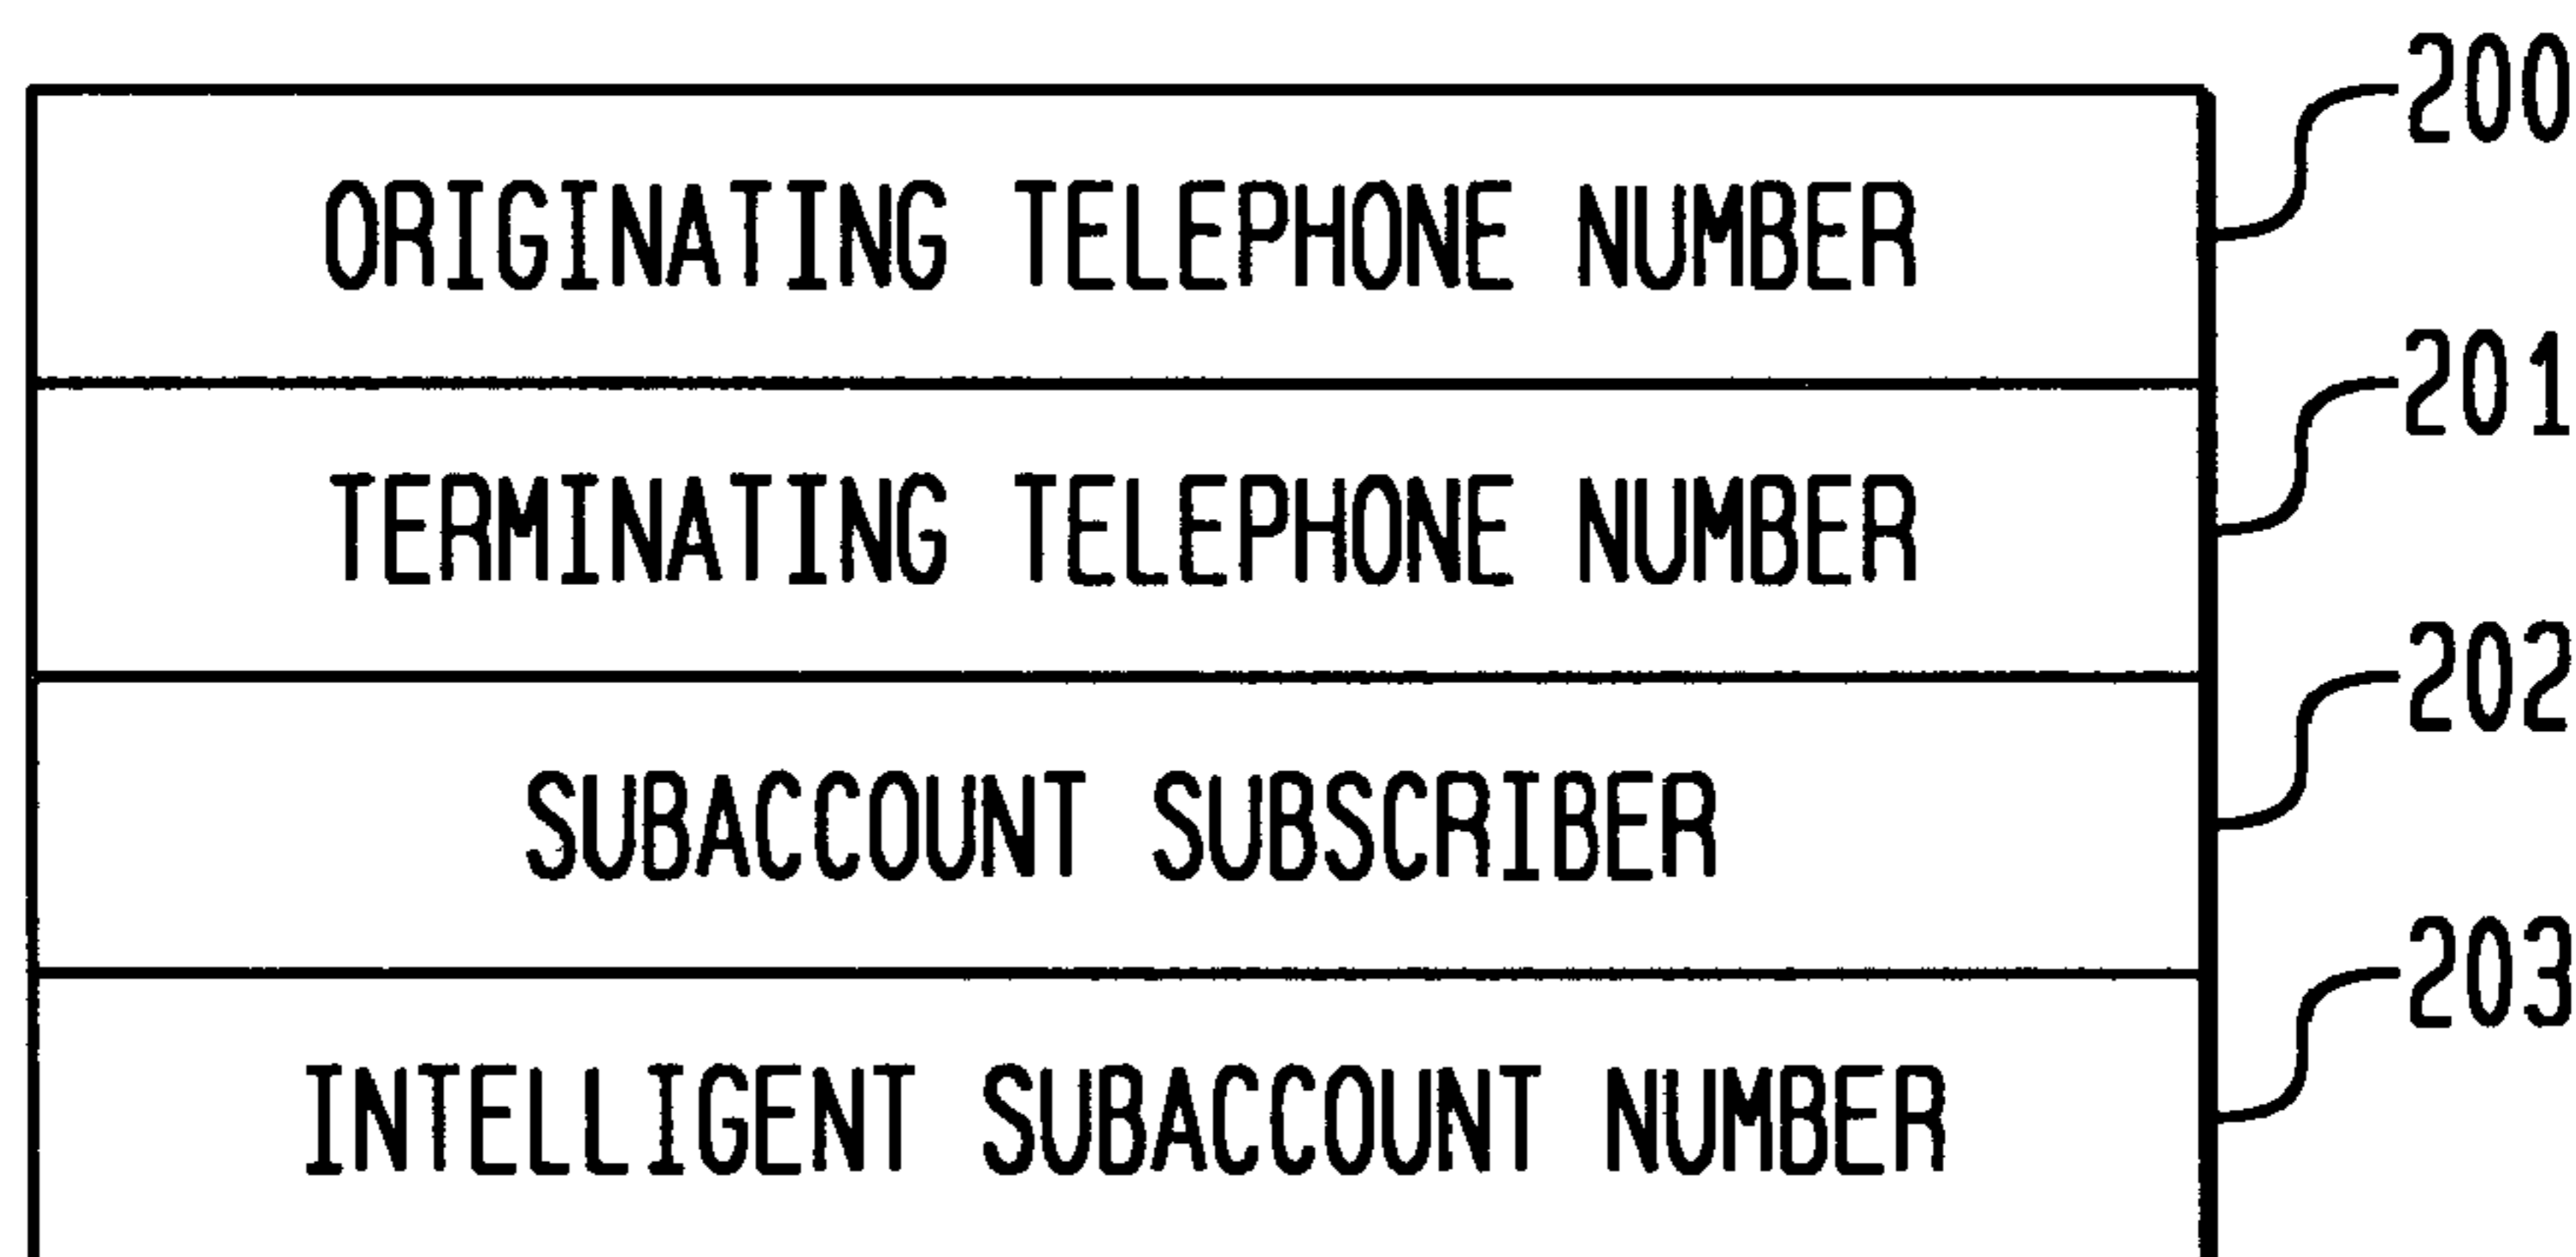 200
ORIGINATING TELEPHONE NUMBER
201
TERMINATING TELEPHONE NUMBER
202
SUBACCOUNT SUBSCRIBER
203
INTELLIGENT SUBACCOUNT NUMBER